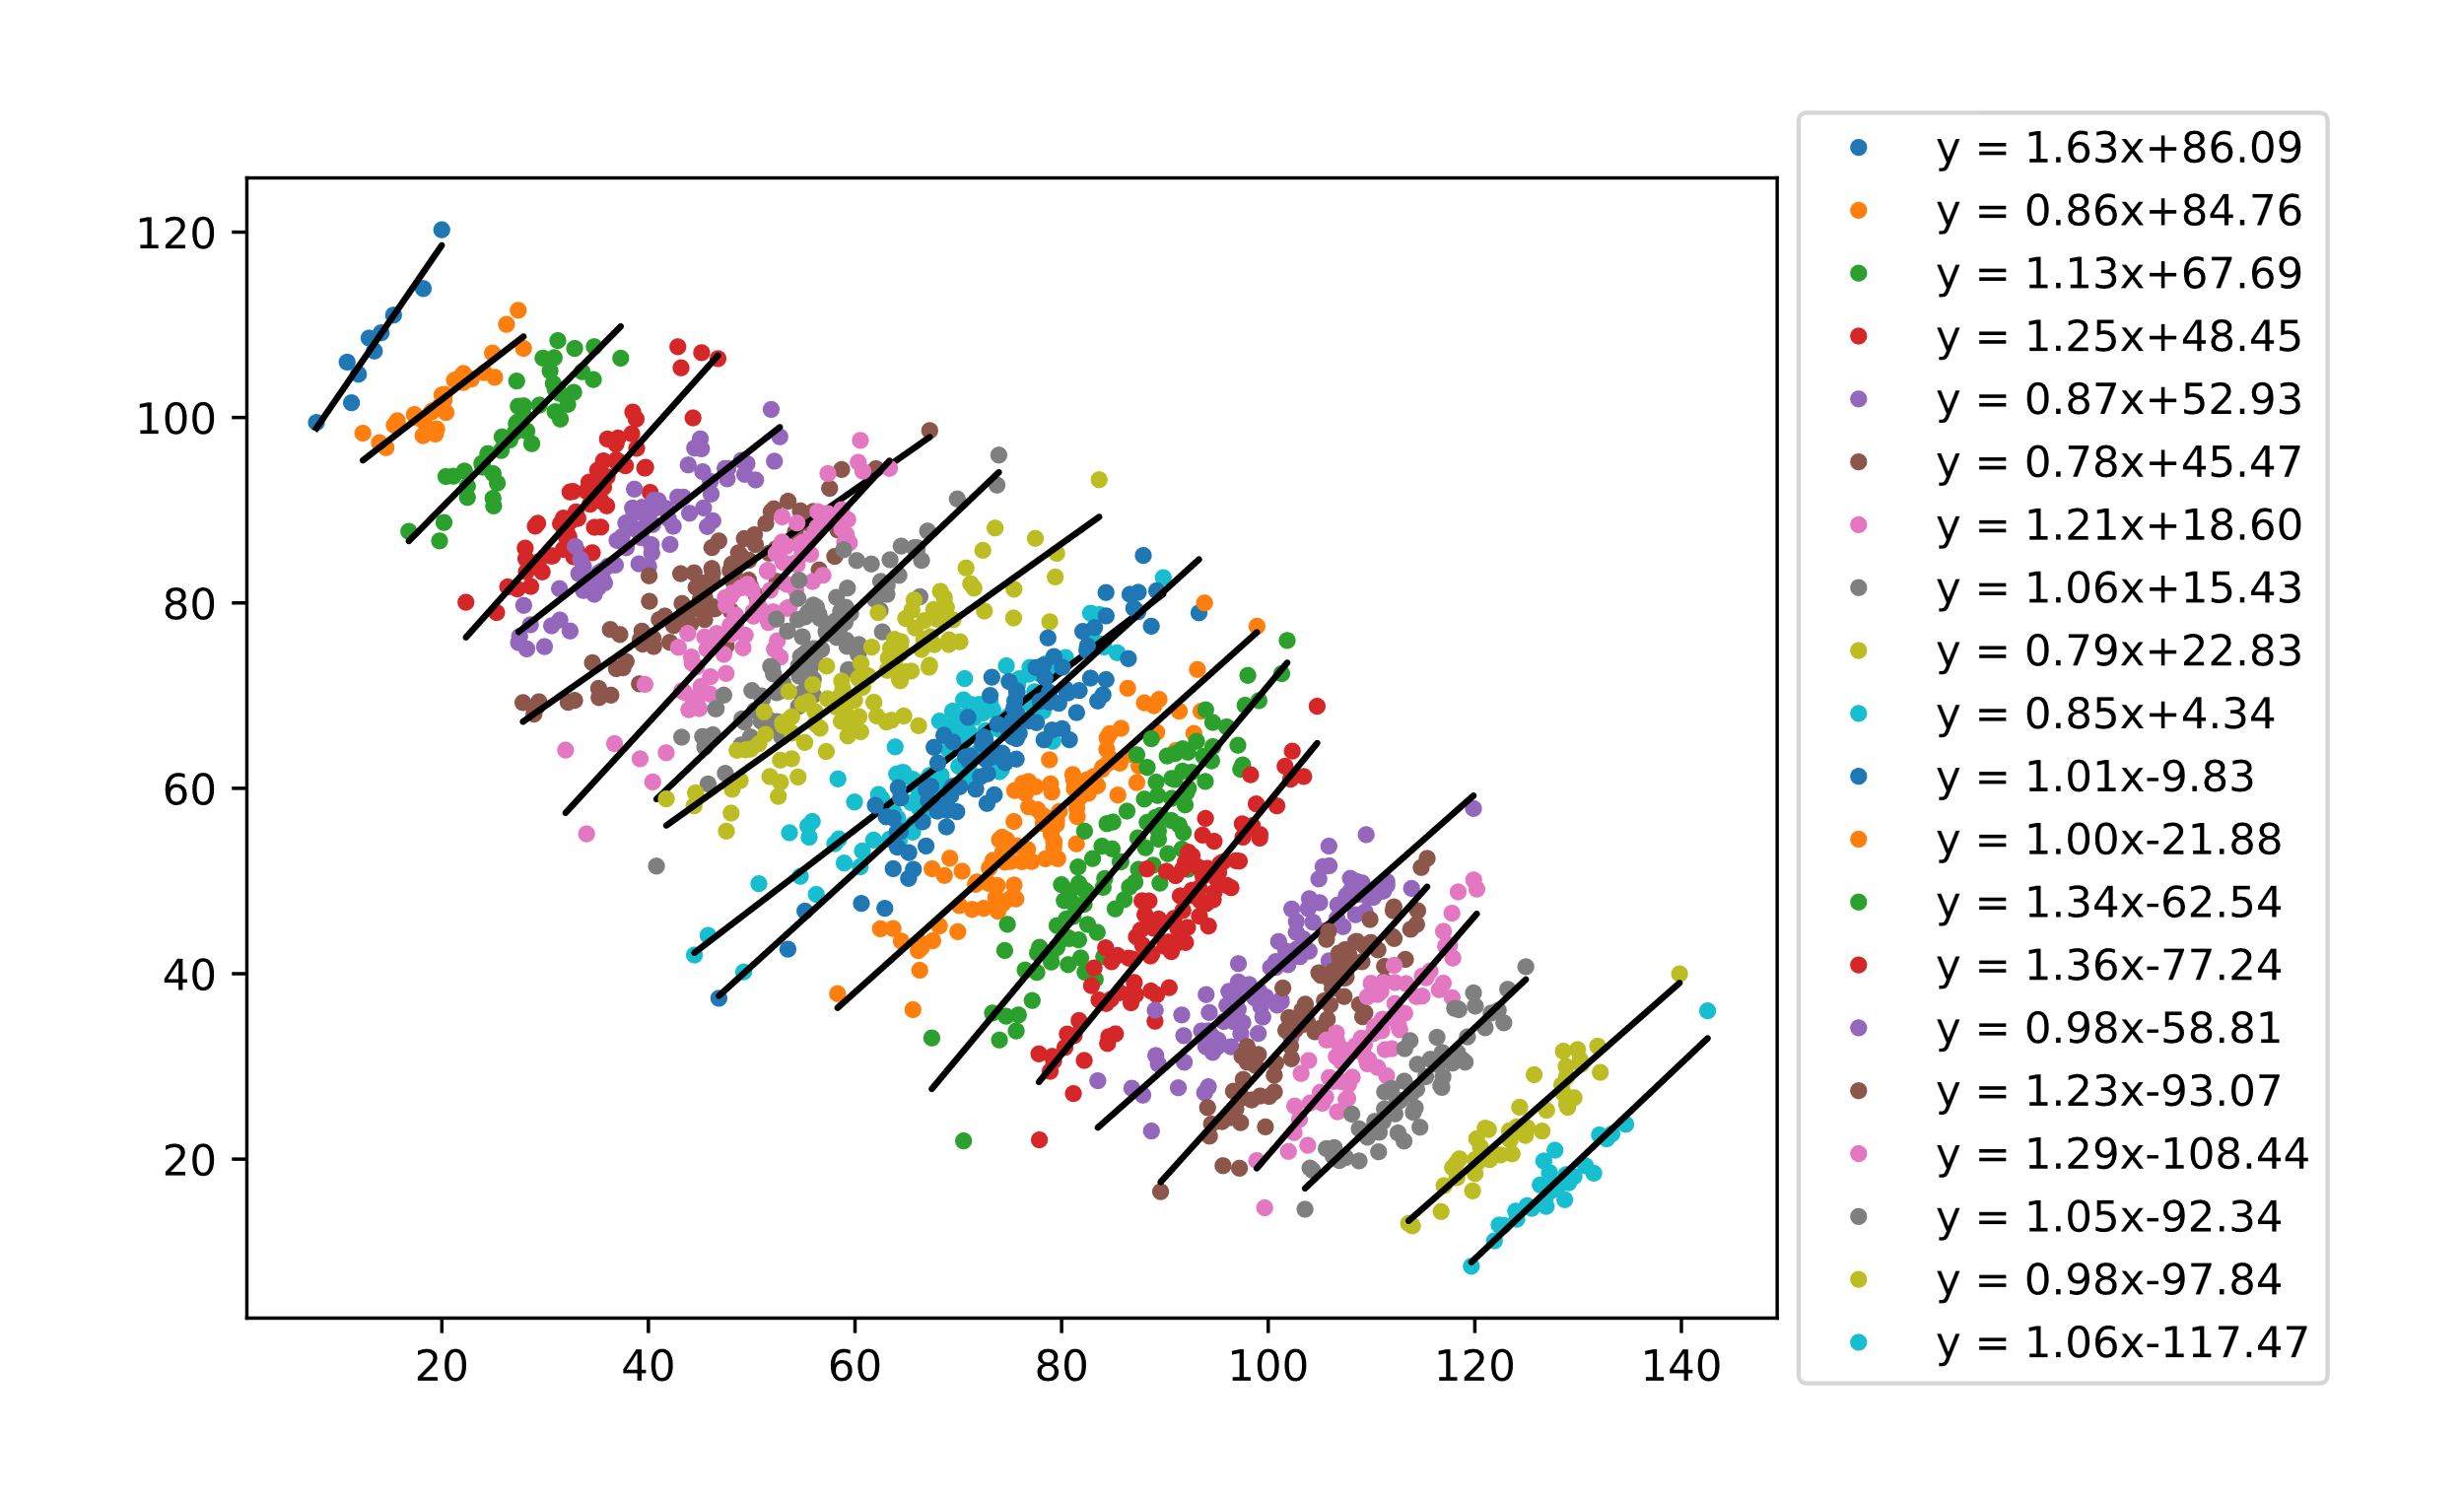 120
100
80
60
40
20
20 40 60 80 100 120 140
y = 1.63x+86.09
y = 0.86x+84.76
y = 1.13x+67.69
y = 1.25x+48.45
y = 0.87x+52.93
y = 0.78x+45.47
y = 1.21x+18.60
y = 1.06x+15.43
y = 0.79x+22.83
y = 0.85x+4.34
y = 1.01x-9.83
y = 1.00x-21.88
y = 1.34x-62.54
y = 1.36x-77.24
y = 0.98x-58.81
y = 1.23x-93.07
y = 1.29x-108.44
y = 1.05x-92.34
y = 0.98x-97.84
y = 1.06x-117.47